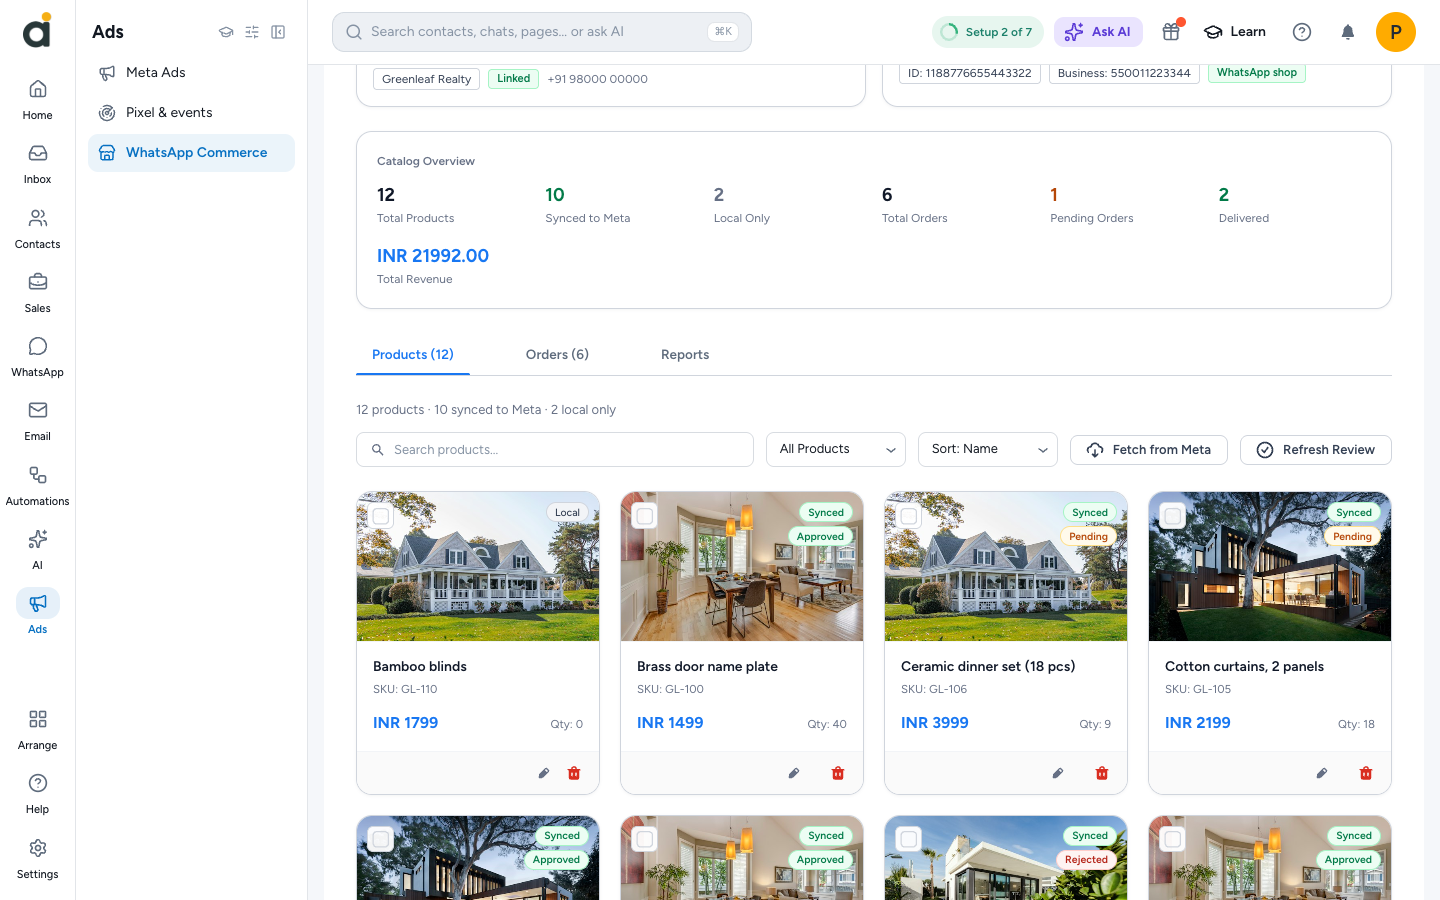 Ads
Search contacts, chats, pages... or ask AI
⌘K
Setup 2 of 7
Ask AI
Learn
P
Home
Inbox
Contacts
Sales
WhatsApp
Email
Automations
AI
Ads
Arrange
Help
Settings
Meta Ads
Pixel & events
WhatsApp Commerce
Greenleaf Realty
Linked
+91 98000 00000
ID: 1188776655443322
Business: 550011223344
WhatsApp shop
Catalog Overview
12
Total Products
10
Synced to Meta
2
Local Only
6
Total Orders
1
Pending Orders
2
Delivered
INR 21992.00
Total Revenue
Products (12)
Orders (6)
Reports
12 products · 10 synced to Meta · 2 local only
Search products...
All Products
Sort: Name
Fetch from Meta
Refresh Review
Local
Bamboo blinds
SKU: GL-110
INR 1799
Qty: 0
Synced
Approved
Brass door name plate
SKU: GL-100
INR 1499
Qty: 40
Synced
Pending
Ceramic dinner set (18 pcs)
SKU: GL-106
INR 3999
Qty: 9
Synced
Pending
Cotton curtains, 2 panels
SKU: GL-105
INR 2199
Qty: 18
Synced
Approved
Synced
Approved
Synced
Rejected
Synced
Approved